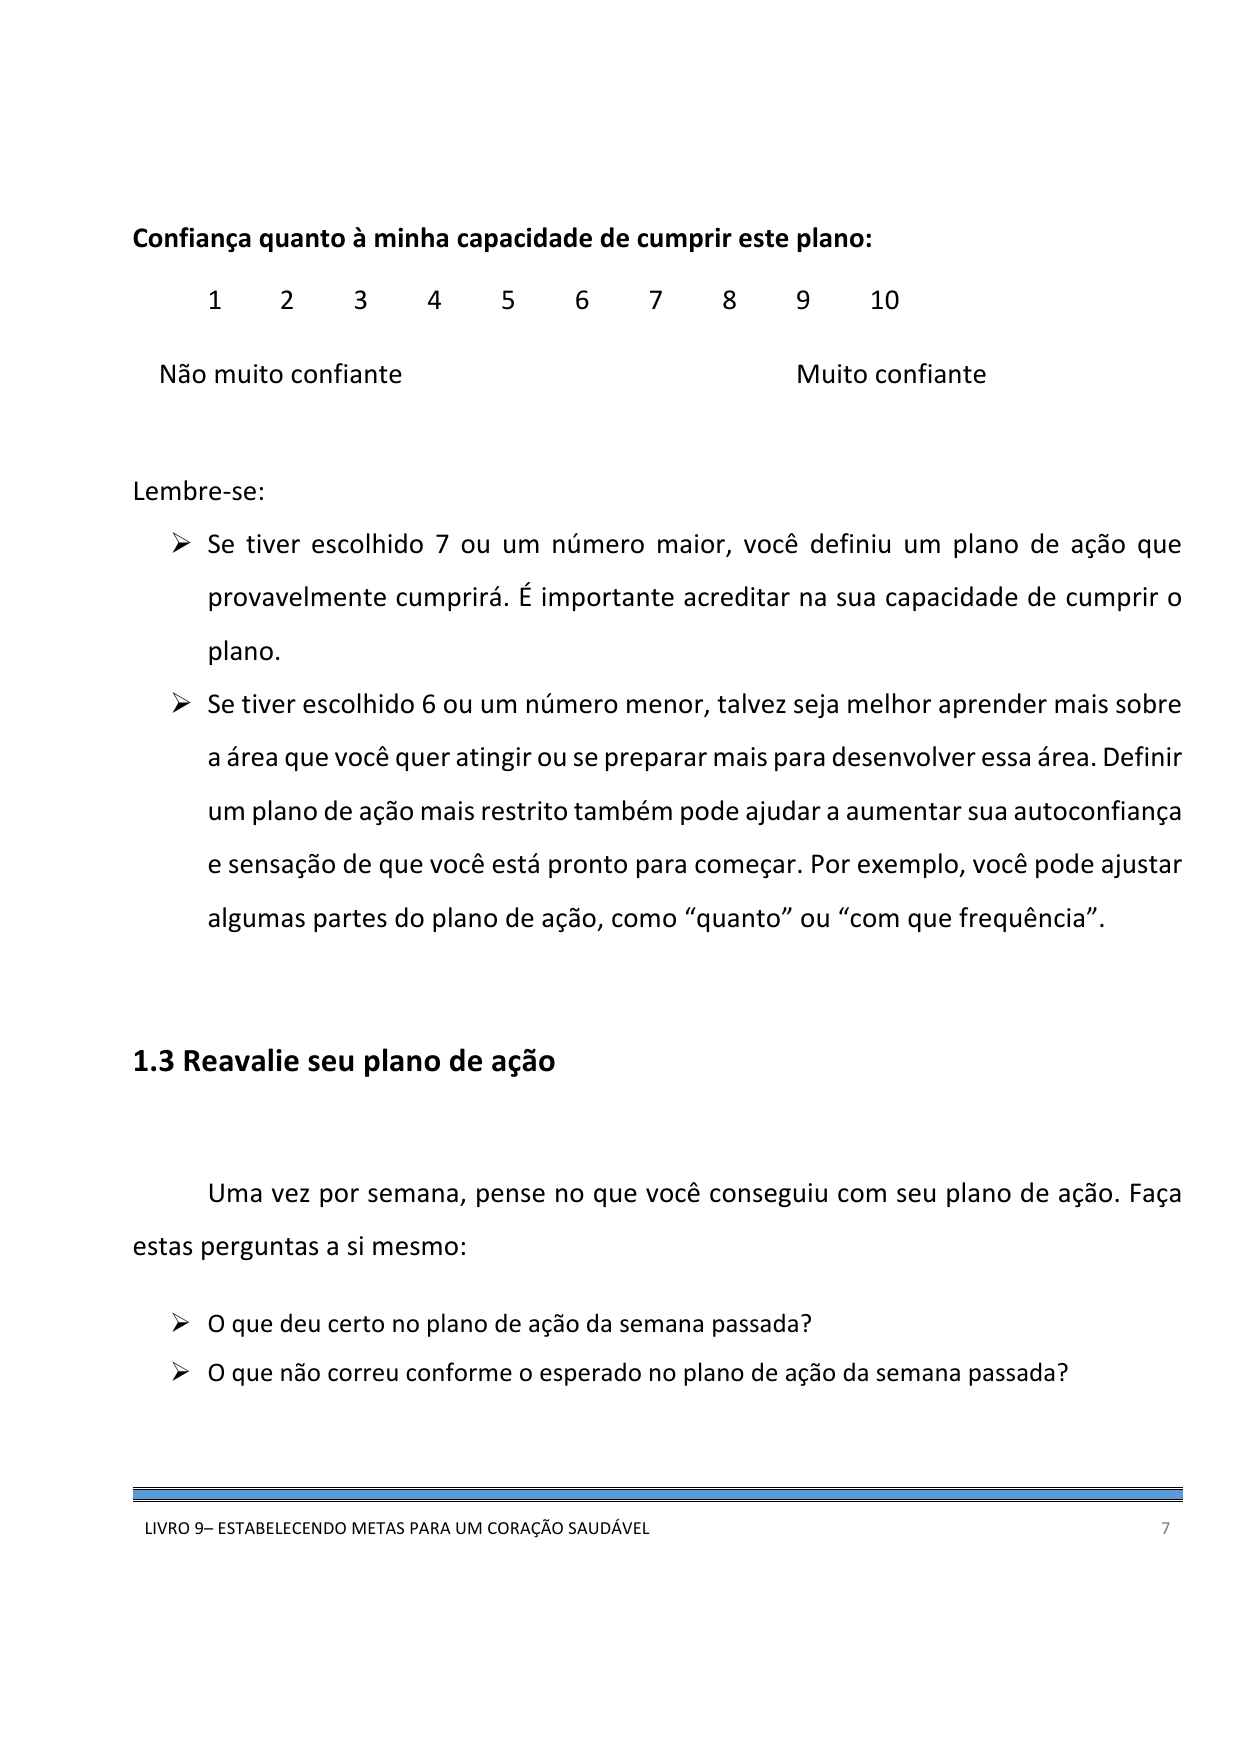 Confiança quanto à minha capacidade de cumprir este plano:
1 2 3 4 5 6 7 8 9 10
Não muito confiante Muito confiante
Lembre-se:
➢ Se tiver escolhido 7 ou um número maior, você definiu um plano de ação que
provavelmente cumprirá. É importante acreditar na sua capacidade de cumprir o
plano.
➢ Se tiver escolhido 6 ou um número menor, talvez seja melhor aprender mais sobre
a área que você quer atingir ou se preparar mais para desenvolver essa área. Definir
um plano de ação mais restrito também pode ajudar a aumentar sua autoconfiança
e sensação de que você está pronto para começar. Por exemplo, você pode ajustar
algumas partes do plano de ação, como “quanto” ou “com que frequência”.
1.3 Reavalie seu plano de ação
Uma vez por semana, pense no que você conseguiu com seu plano de ação. Faça
estas perguntas a si mesmo:
➢ O que deu certo no plano de ação da semana passada?
➢ O que não correu conforme o esperado no plano de ação da semana passada?
LIVRO 9– ESTABELECENDO METAS PARA UM CORAÇÃO SAUDÁVEL 7